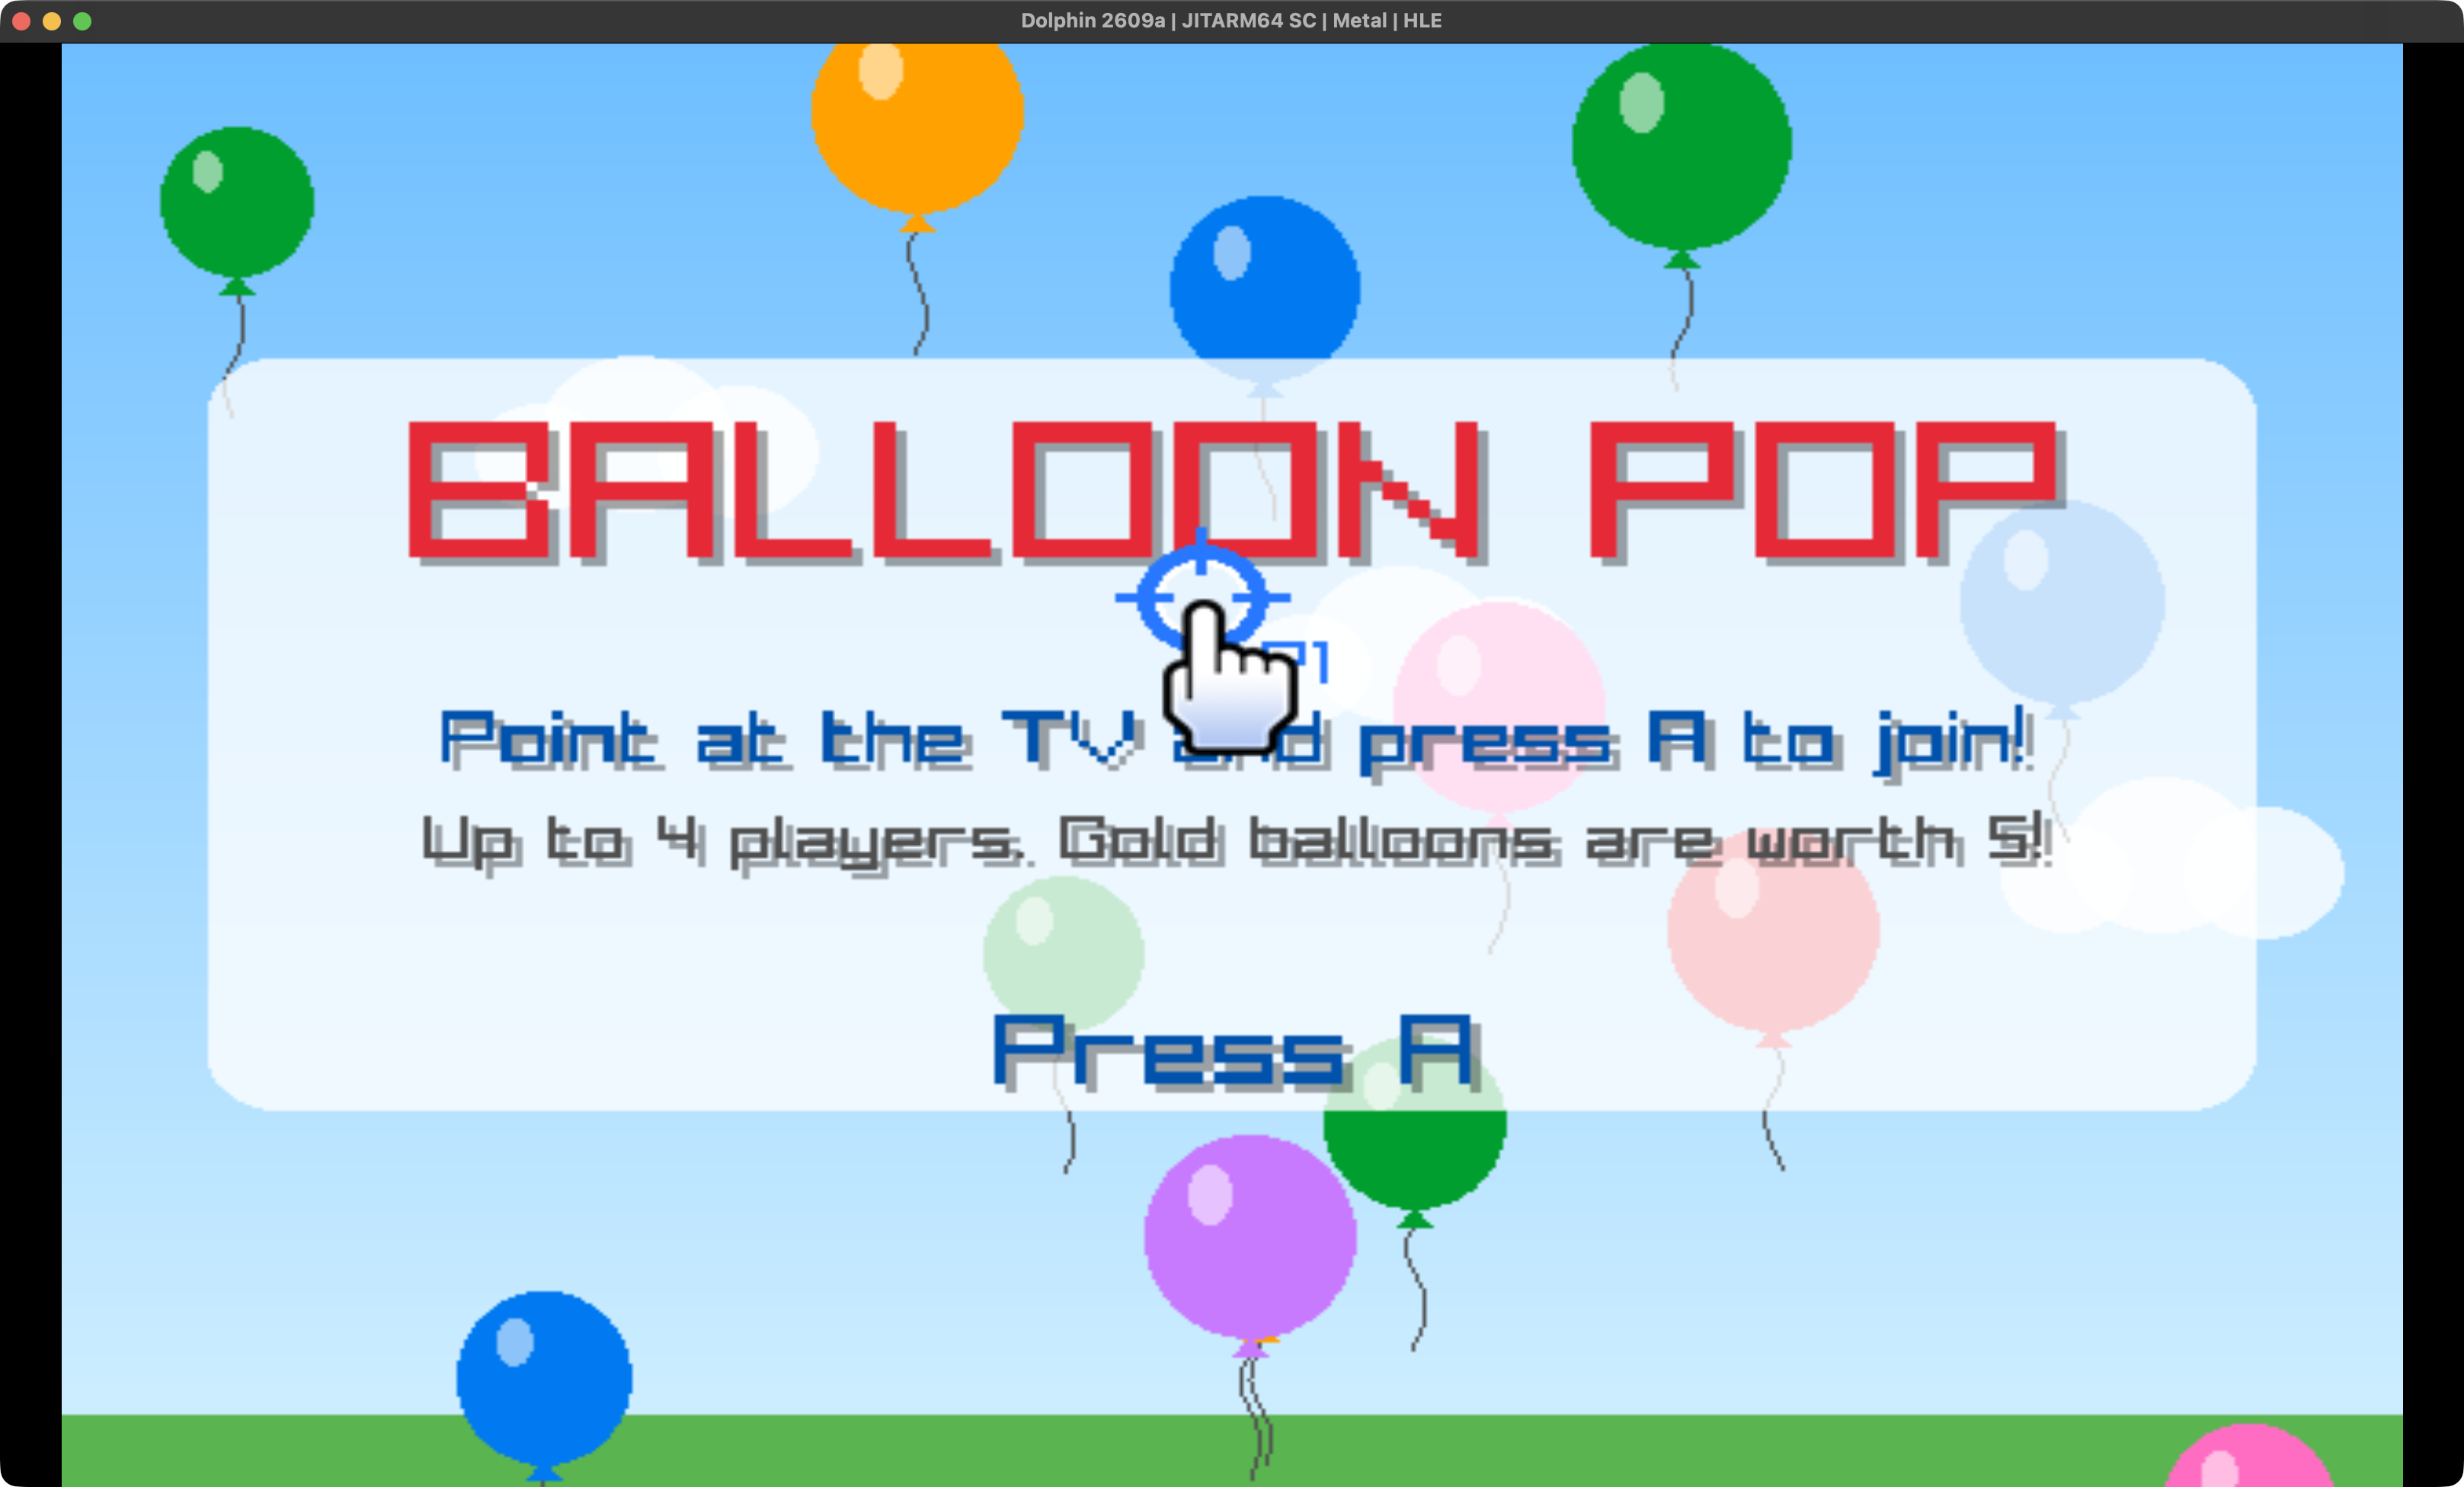 Dolphin 2609a | JITARM64 SC | Metal | HLE
BALLOON POP
P1
Point at the TV and press A to join!
Up to 4 players. Gold balloons are worth 5!
Press A